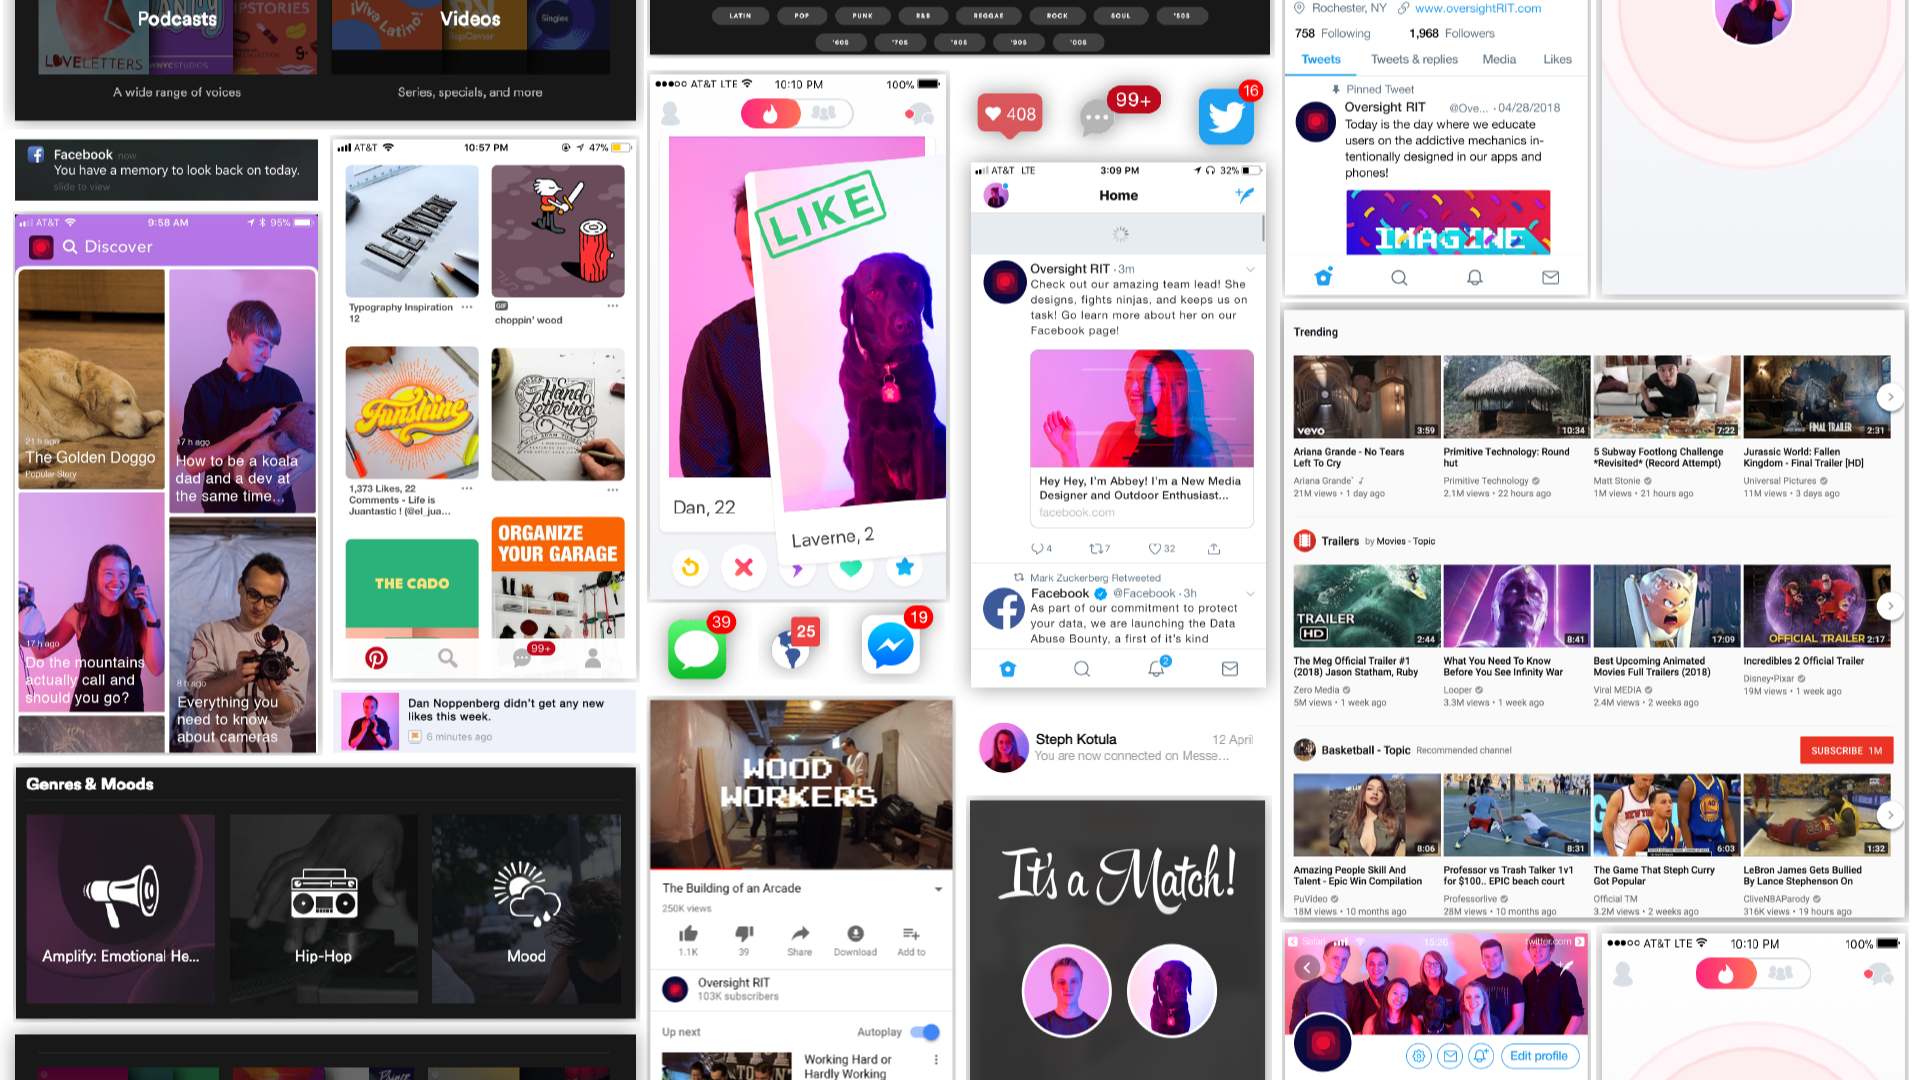 Podcasts
Videos
LOVELETTERS
WNYCSTUDIOS
¡Viva Latino!
RapCaviar
Singles
A wide range of voices
Series, specials, and more
Facebook now
You have a memory to look back on today.
slide to view
AT&T 9:58 AM 95%
Discover
21 h ago
The Golden Doggo
Popular Story
17 h ago
How to be a koala
dad and a dev at
the same time...
17 h ago
Do the mountains
actually call and
should you go?
8 h ago
Everything you
need to know
about cameras
AT&T 10:57 PM 47%
Typography Inspiration
12
GIF
choppin' wood
Funshine
Hand
Lettering
1,373 Likes, 22
Comments - Life is
Juantastic ! (@el_jua...
THE CADO
ORGANIZE
YOUR GARAGE
99+
Dan Noppenberg didn't get any new
likes this week.
6 minutes ago
Genres & Moods
Amplify: Emotional He...
Hip-Hop
Mood
LATIN
POP
PUNK
R&B
REGGAE
ROCK
SOUL
'50S
'60S
'70S
'80S
'90S
'00S
AT&T LTE 10:10 PM 100%
LIKE
Dan, 22
Laverne, 2
39
25
19
WOOD
WORKERS
The Building of an Arcade
250K views
1.1K
39
Share
Download
Add to
Oversight RIT
103K subscribers
Up next
Autoplay
Working Hard or
Hardly Working
408
99+
16
AT&T LTE 3:09 PM 32%
Home
Oversight RIT · 3m
Check out our amazing team lead! She
designs, fights ninjas, and keeps us on
task! Go learn more about her on our
Facebook page!
Hey Hey, I'm Abbey! I'm a New Media
Designer and Outdoor Enthusiast...
facebook.com
4
7
32
Mark Zuckerberg Retweeted
Facebook @Facebook · 3h
As part of our commitment to protect
your data, we are launching the Data
Abuse Bounty, a first of it's kind
2
Steph Kotula
12 April
You are now connected on Messe...
It's a Match!
Rochester, NY www.oversightRIT.com
758 Following 1,968 Followers
Tweets
Tweets & replies
Media
Likes
Pinned Tweet
Oversight RIT @Ove... · 04/28/2018
Today is the day where we educate
users on the addictive mechanics in-
tentionally designed in our apps and
phones!
IMAGINE
Trending
vevo
3:59
10:34
7:22
FINAL TRAILER
2:31
Ariana Grande - No Tears
Left To Cry
Ariana Grande
21M views • 1 day ago
Primitive Technology: Round
hut
Primitive Technology
2.1M views • 22 hours ago
5 Subway Footlong Challenge
*Revisited* (Record Attempt)
Matt Stonie
1M views • 21 hours ago
Jurassic World: Fallen
Kingdom - Final Trailer [HD]
Universal Pictures
11M views • 3 days ago
Trailers by Movies - Topic
TRAILER
HD
2:44
8:41
17:09
OFFICIAL TRAILER
2:17
The Meg Official Trailer #1
(2018) Jason Statham, Ruby
Zero Media
5M views • 1 week ago
What You Need To Know
Before You See Infinity War
Looper
3.3M views • 1 week ago
Best Upcoming Animated
Movies Full Trailers (2018)
Viral MEDIA
2.4M views • 2 weeks ago
Incredibles 2 Official Trailer
Disney•Pixar
19M views • 1 week ago
Basketball - Topic Recommended channel
SUBSCRIBE 1M
8:06
8:31
NEW YORK
6:03
1:32
Amazing People Skill And
Talent - Epic Win Compilation
PuVideo
18M views • 10 months ago
Professor vs Trash Talker 1v1
for $100.. EPIC beach court
Professorlive
28M views • 10 months ago
The Game That Steph Curry
Got Popular
Official TM
3.2M views • 2 weeks ago
LeBron James Gets Bullied
By Lance Stephenson On
CliveNBAParody
316K views • 19 hours ago
Safari 15:26 twitter.com
Edit profile
AT&T LTE 10:10 PM 100%